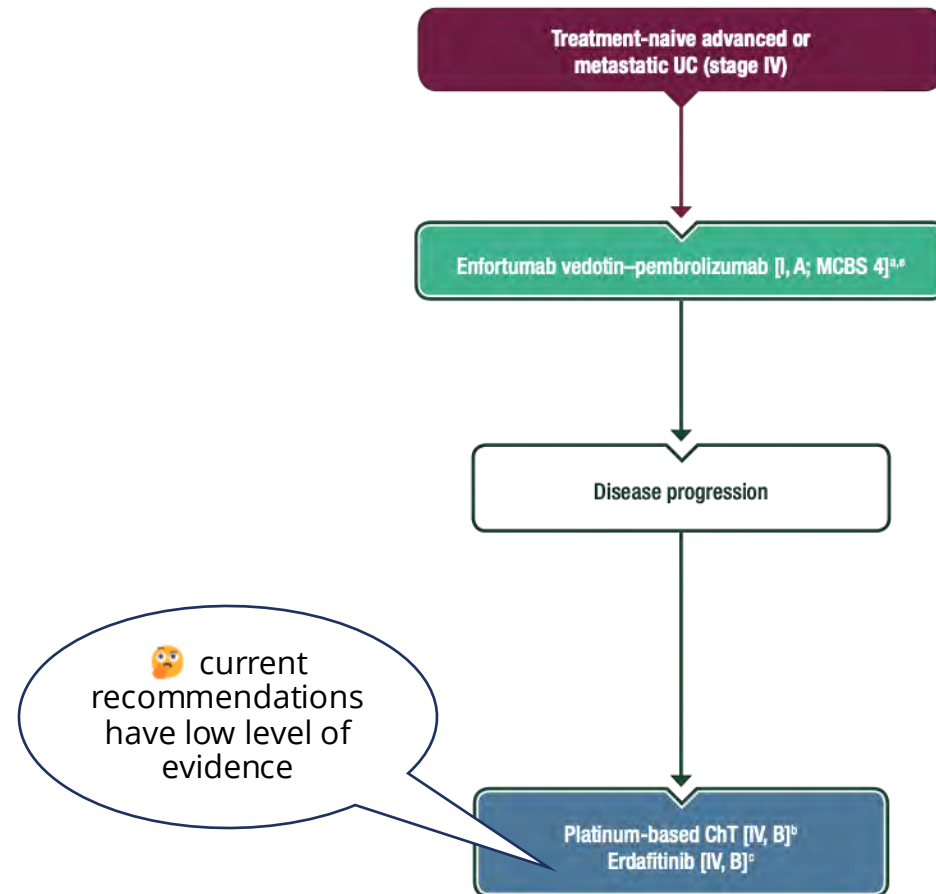 Treatment-naive advanced or
metastatic UC (stage IV)
Enfortumab vedotin–pembrolizumab [I, A; MCBS 4]ᵃ,ᵉ
Disease progression
🤔 current
recommendations
have low level of
evidence
Platinum-based ChT [IV, B]ᵇ
Erdafitinib [IV, B]ᶜ